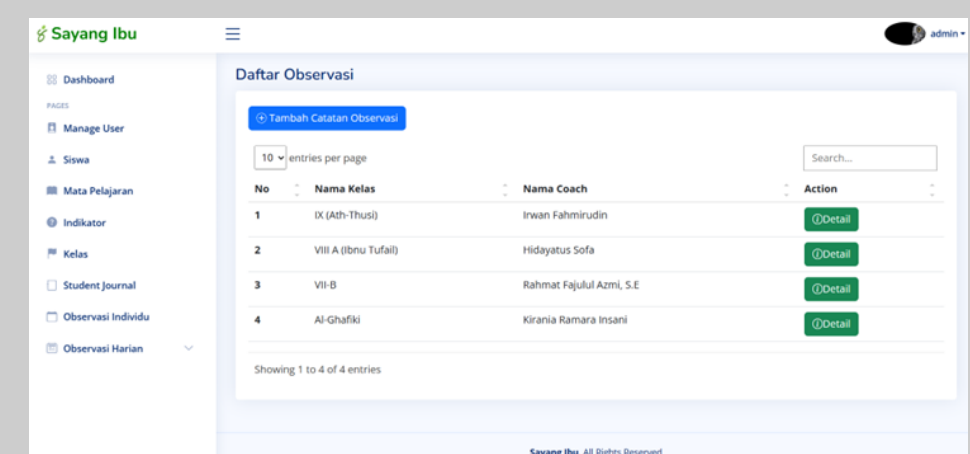 Sayang Ibu
admin
Dashboard
PAGES
Manage User
Siswa
Mata Pelajaran
Indikator
Kelas
Student Journal
Observasi Individu
Observasi Harian
Daftar Observasi
Tambah Catatan Observasi
10 entries per page
Search...
No Nama Kelas Nama Coach Action
1 IX (Ath-Thusi) Irwan Fahmirudin Detail
2 VIII A (Ibnu Tufail) Hidayatus Sofa Detail
3 VII-B Rahmat Fajulul Azmi, S.E Detail
4 Al-Ghafiki Kirania Ramara Insani Detail
Showing 1 to 4 of 4 entries
Sayang Ibu. All Rights Reserved